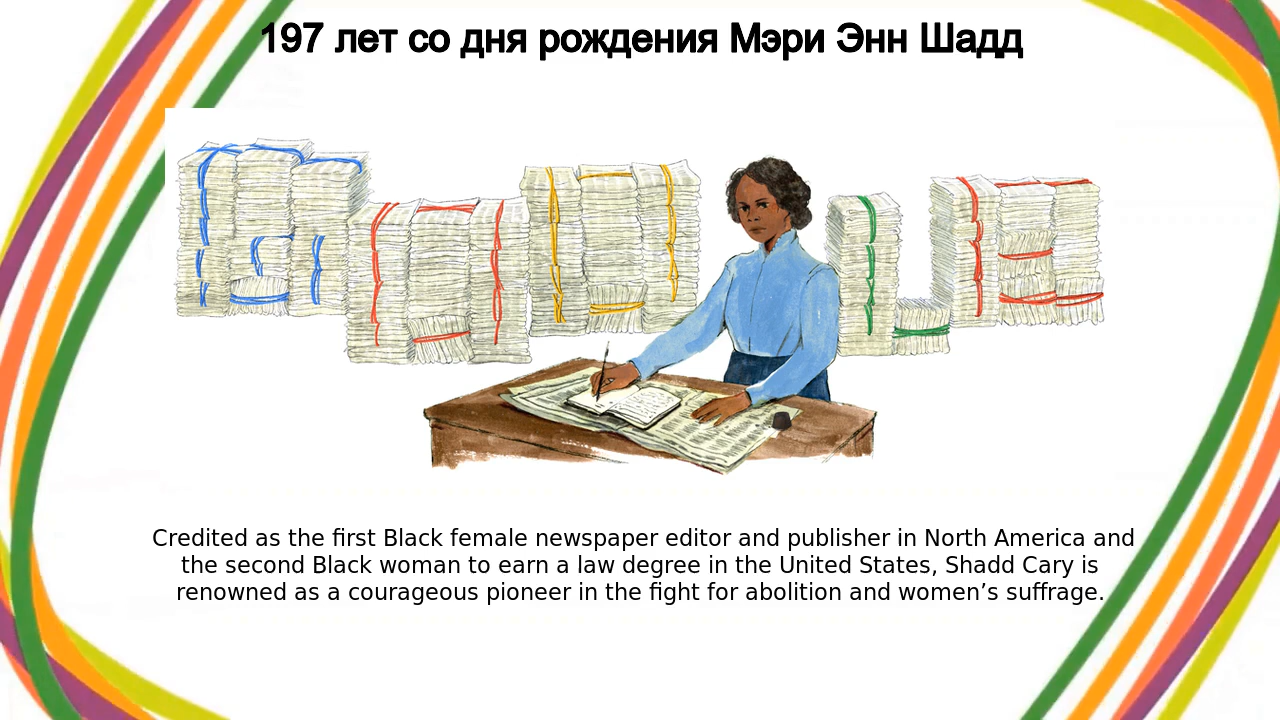 197 лет со дня рождения Мэри Энн Шадд
Credited as the first Black female newspaper editor and publisher in North America and
the second Black woman to earn a law degree in the United States, Shadd Cary is
renowned as a courageous pioneer in the fight for abolition and women’s suffrage.